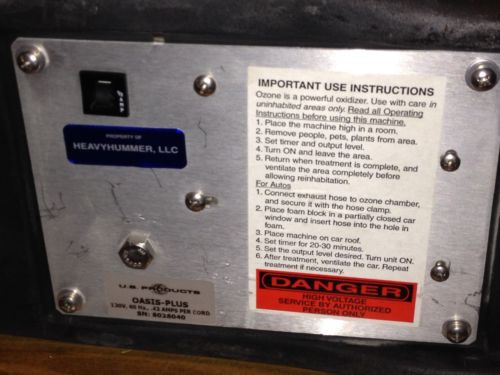 PROPERTY OF
HEAVYHUMMER, LLC
U.S. PRODUCTS
OASIS-PLUS
130V, 60 Hz, .43 AMPS PER CORD
SN: 8028040
IMPORTANT USE INSTRUCTIONS
Ozone is a powerful oxidizer. Use with care in
uninhabited areas only. Read all Operating
Instructions before using this machine.
1. Place the machine high in a room.
2. Remove people, pets, plants from area.
3. Set timer and output level.
4. Turn ON and leave the area.
5. Return when treatment is complete, and
ventilate the area completely before
allowing reinhabitation.
For Autos
1. Connect exhaust hose to ozone chamber,
and secure it with the hose clamp.
2. Place foam block in a partially closed car
window and insert hose into the hole in
foam.
3. Place machine on car roof.
4. Set timer for 20-30 minutes.
5. Set the output level desired. Turn unit ON.
6. After treatment, ventilate the car. Repeat
treatment if necessary.
DANGER
HIGH VOLTAGE
SERVICE BY AUTHORIZED
PERSON ONLY